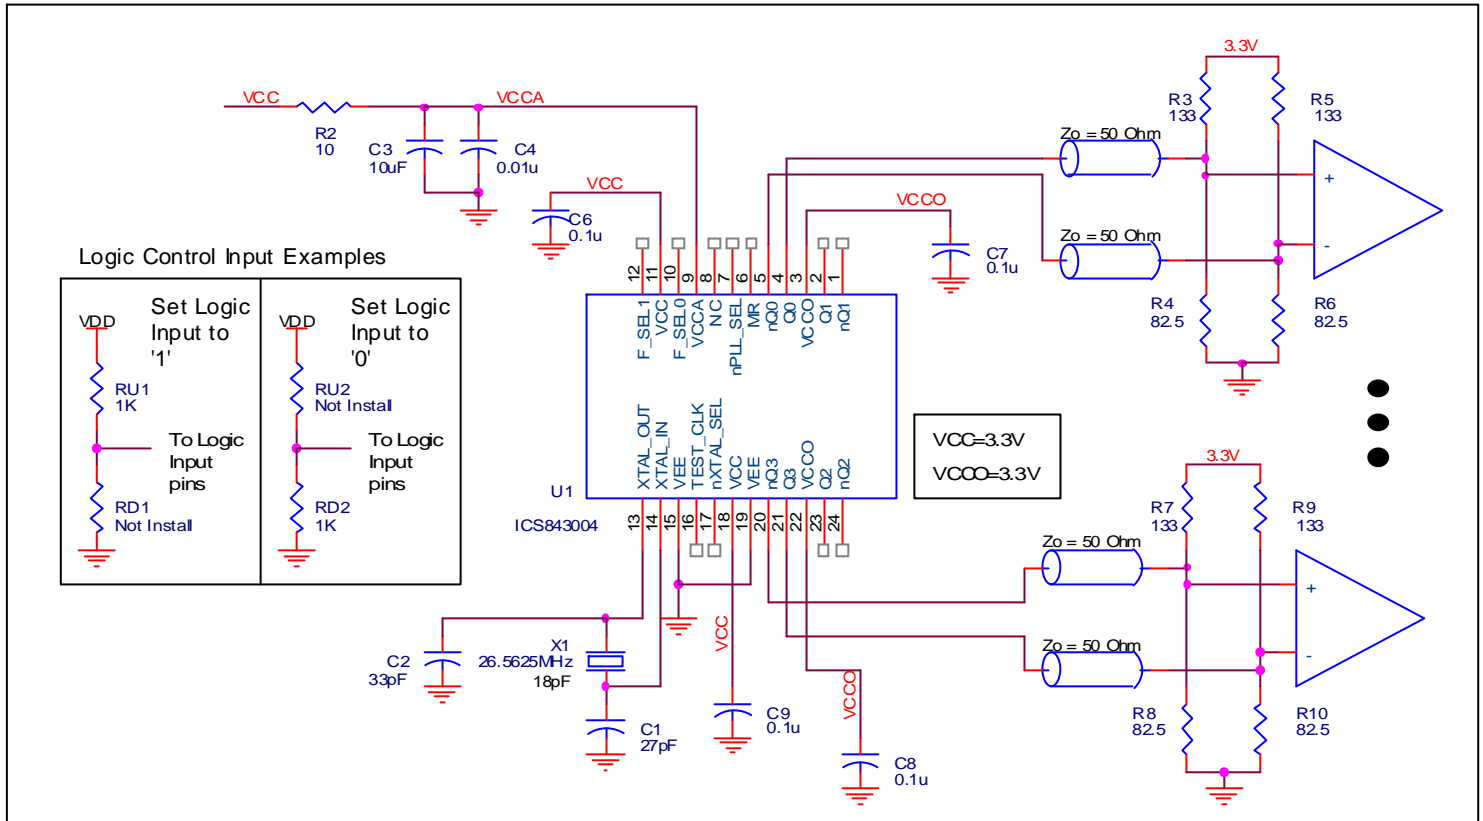 VCC
R2
10
VCCA
C3
10uF
C4
0.01u
VCC
C6
0.1u
VCCO
C7
0.1u
3.3V
R3
133
R5
133
Zo = 50 Ohm
Zo = 50 Ohm
+
-
R4
82.5
R6
82.5
Logic Control Input Examples
Set Logic
Input to
'1'
VDD
RU1
1K
To Logic
Input
pins
RD1
Not Install
Set Logic
Input to
'0'
VDD
RU2
Not Install
To Logic
Input
pins
RD2
1K
12
11
10
9
8
7
6
5
4
3
2
1
F_SEL1
VCC
F_SEL0
VCCA
NC
nPLL_SEL
MR
nQ0
Q0
VCCO
Q1
nQ1
XTAL_OUT
XTAL_IN
VEE
TEST_CLK
nXTAL_SEL
VCC
VEE
nQ3
Q3
VCCO
Q2
nQ2
U1
ICS843004
13
14
15
16
17
18
19
20
21
22
23
24
VCC=3.3V
VCCO=3.3V
3.3V
R7
133
R9
133
Zo = 50 Ohm
Zo = 50 Ohm
+
-
R8
82.5
R10
82.5
C2
33pF
X1
26.5625MHz
18pF
C1
27pF
VCC
C9
0.1u
VCCO
C8
0.1u